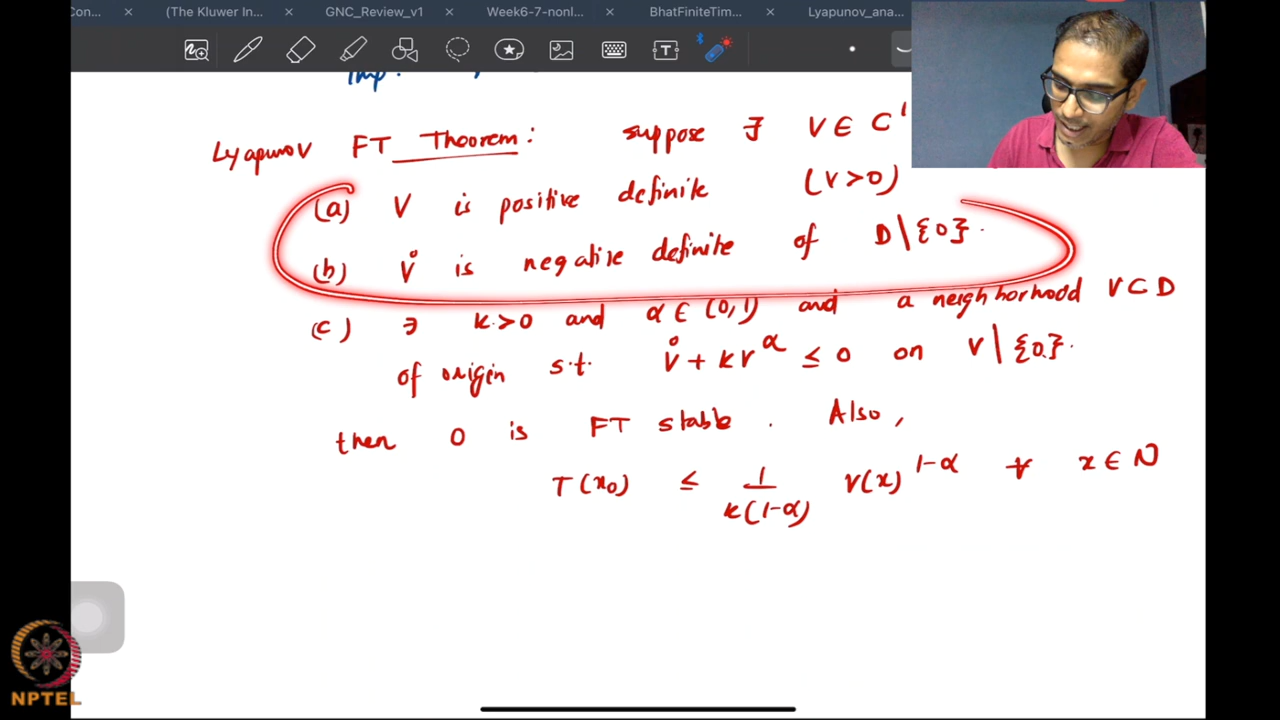 Con... × (The Kluwer In... × GNC_Review_v1 × Week6-7-nonl... × BhatFiniteTim... × Lyapunov_ana...
Lyapunov FT Theorem: suppose ∃ V ∈ C¹
(a) V is positive definite (V>0)
(b) V̇ is negative definite of D\{0}.
(c) ∃ k>0 and α ∈ (0,1) and a neighborhood V⊂D
of origin s.t. V̇ + kV^α ≤ 0 on V\{0}.
then 0 is FT stable. Also,
T(x₀) ≤ 1/k(1-α) V(x)^1-α ∀ x ∈ N
NPTEL